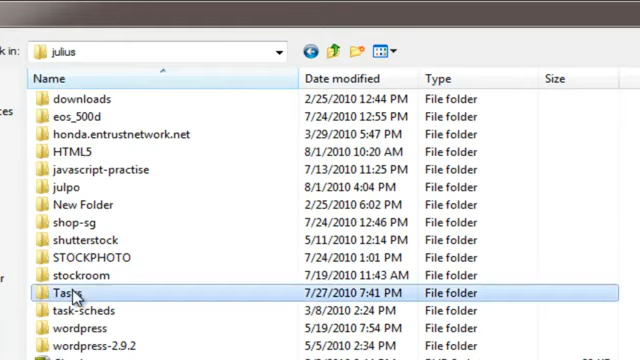 k in: julius
Name Date modified Type Size
downloads 2/25/2010 12:44 PM File folder
eos_500d 7/24/2010 12:55 PM File folder
honda.entrustnetwork.net 3/29/2010 5:47 PM File folder
HTML5 8/1/2010 10:20 AM File folder
javascript-practise 7/13/2010 11:25 PM File folder
julpo 8/1/2010 4:04 PM File folder
New Folder 2/25/2010 6:02 PM File folder
shop-sg 7/24/2010 12:46 PM File folder
shutterstock 5/11/2010 12:14 PM File folder
STOCKPHOTO 7/24/2010 1:01 PM File folder
stockroom 7/19/2010 11:43 AM File folder
Tasks 7/27/2010 7:41 PM File folder
task-scheds 3/8/2010 2:24 PM File folder
wordpress 5/19/2010 7:54 PM File folder
wordpress-2.9.2 5/5/2010 2:34 PM File folder